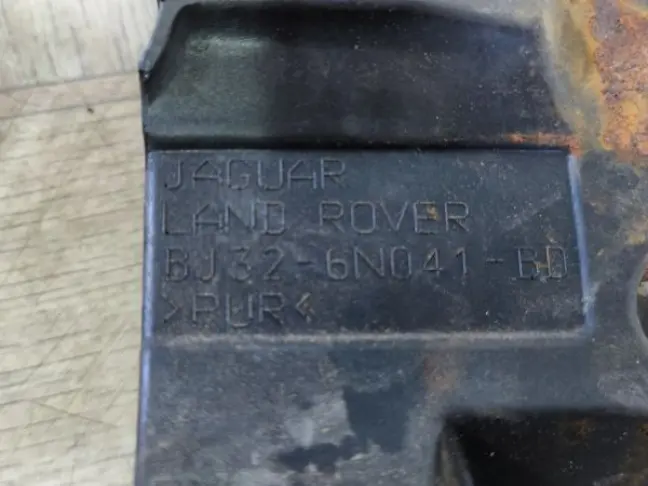 JAGUAR
LAND ROVER
BJ32-6N041-BD
>PUR<